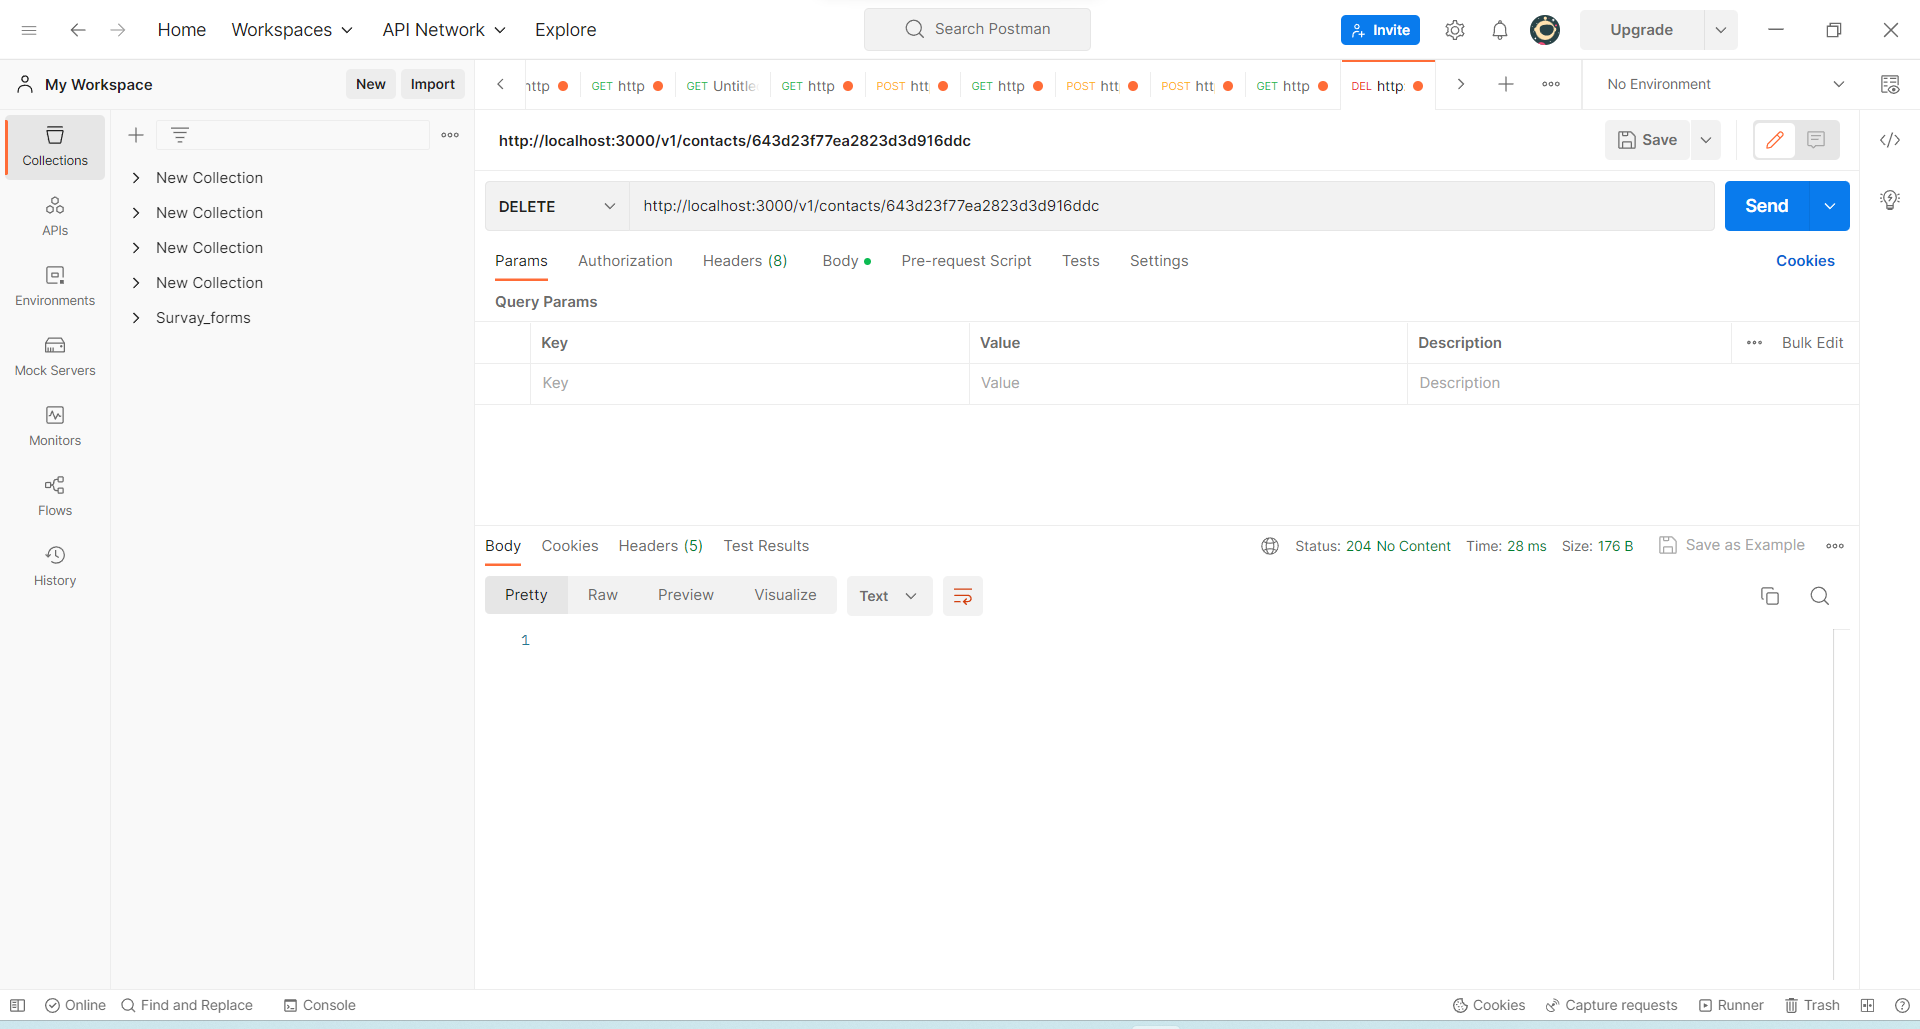 Home Workspaces API Network Explore Search Postman Invite Upgrade
My Workspace New Import http GET http GET Untitle GET http POST htt GET http POST htt POST htt GET http DEL http No Environment
http://localhost:3000/v1/contacts/643d23f77ea2823d3d916ddc Save
Collections
New Collection
New Collection
New Collection
New Collection
Survay_forms
APIs
Environments
Mock Servers
Monitors
Flows
History
DELETE http://localhost:3000/v1/contacts/643d23f77ea2823d3d916ddc Send
Params Authorization Headers (8) Body Pre-request Script Tests Settings Cookies
Query Params
Key Value Description Bulk Edit
Key Value Description
Body Cookies Headers (5) Test Results Status: 204 No Content Time: 28 ms Size: 176 B Save as Example
Pretty Raw Preview Visualize Text
1
Online Find and Replace Console Cookies Capture requests Runner Trash